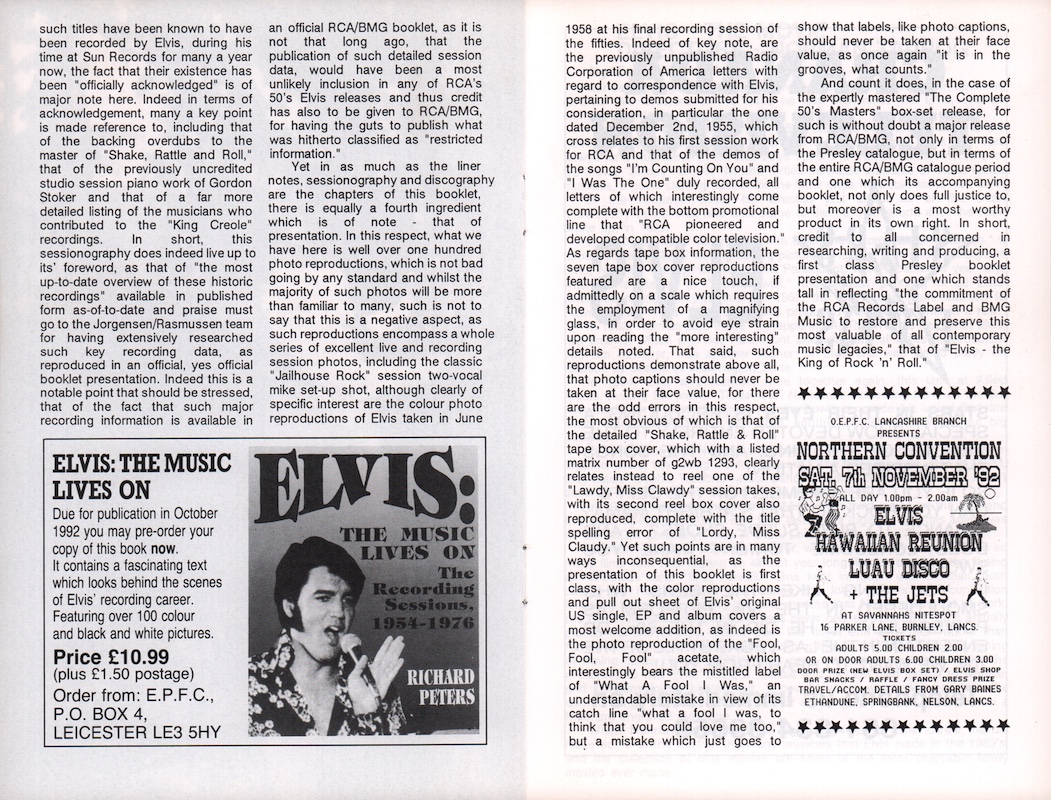 such titles have been known to have
been recorded by Elvis, during his
time at Sun Records for many a year
now, the fact that their existence has
been "officially acknowledged" is of
major note here. Indeed in terms of
acknowledgement, many a key point
is made reference to, including that
of the backing overdubs to the
master of "Shake, Rattle and Roll,"
that of the previously uncredited
studio session piano work of Gordon
Stoker and that of a far more
detailed listing of the musicians who
contributed to the "King Creole"
recordings. In short, this
sessionography does indeed live up to
its' foreword, as that of "the most
up-to-date overview of these historic
recordings" available in published
form as-of-to-date and praise must
go to the Jorgensen/Rasmussen team
for having extensively researched
such key recording data, as
reproduced in an official, yes official
booklet presentation. Indeed this is a
notable point that should be stressed,
that of the fact that such major
recording information is available in
an official RCA/BMG booklet, as it is
not that long ago, that the
publication of such detailed session
data, would have been a most
unlikely inclusion in any of RCA's
50's Elvis releases and thus credit
has also to be given to RCA/BMG,
for having the guts to publish what
was hitherto classified as "restricted
information."
Yet in as much as the liner
notes, sessionography and discography
are the chapters of this booklet,
there is equally a fourth ingredient
which is of note - that of
presentation. In this respect, what we
have here is well over one hundred
photo reproductions, which is not bad
going by any standard and whilst the
majority of such photos will be more
than familiar to many, such is not to
say that this is a negative aspect, as
such reproductions encompass a whole
series of excellent live and recording
session photos, including the classic
"Jailhouse Rock" session two-vocal
mike set-up shot, although clearly of
specific interest are the colour photo
reproductions of Elvis taken in June
ELVIS: THE MUSIC
LIVES ON
Due for publication in October
1992 you may pre-order your
copy of this book now.
It contains a fascinating text
which looks behind the scenes
of Elvis' recording career.
Featuring over 100 colour
and black and white pictures.
Price £10.99
(plus £1.50 postage)
Order from: E.P.F.C.,
P.O. BOX 4,
LEICESTER LE3 5HY
ELVIS:
THE MUSIC
LIVES ON
The
Recording
Sessions,
1954-1976
RICHARD
PETERS
1958 at his final recording session of
the fifties. Indeed of key note, are
the previously unpublished Radio
Corporation of America letters with
regard to correspondence with Elvis,
pertaining to demos submitted for his
consideration, in particular the one
dated December 2nd, 1955, which
cross relates to his first session work
for RCA and that of the demos of
the songs "I'm Counting On You" and
"I Was The One" duly recorded, all
letters of which interestingly come
complete with the bottom promotional
line that "RCA pioneered and
developed compatible color television."
As regards tape box information, the
seven tape box cover reproductions
featured are a nice touch, if
admittedly on a scale which requires
the employment of a magnifying
glass, in order to avoid eye strain
upon reading the "more interesting"
details noted. That said, such
reproductions demonstrate above all,
that photo captions should never be
taken at their face value, for there
are the odd errors in this respect,
the most obvious of which is that of
the detailed "Shake, Rattle & Roll"
tape box cover, which with a listed
matrix number of g2wb 1293, clearly
relates instead to reel one of the
"Lawdy, Miss Clawdy" session takes,
with its second reel box cover also
reproduced, complete with the title
spelling error of "Lordy, Miss
Claudy." Yet such points are in many
ways inconsequential, as the
presentation of this booklet is first
class, with the color reproductions
and pull out sheet of Elvis' original
US single, EP and album covers a
most welcome addition, as indeed is
the photo reproduction of the "Fool,
Fool, Fool" acetate, which
interestingly bears the mistitled label
of "What A Fool I Was," an
understandable mistake in view of its
catch line "what a fool I was, to
think that you could love me too,"
but a mistake which just goes to
show that labels, like photo captions,
should never be taken at their face
value, as once again "it is in the
grooves, what counts."
And count it does, in the case of
the expertly mastered "The Complete
50's Masters" box-set release, for
such is without doubt a major release
from RCA/BMG, not only in terms of
the Presley catalogue, but in terms of
the entire RCA/BMG catalogue period
and one which its accompanying
booklet, not only does full justice to,
but moreover is a most worthy
product in its own right. In short,
credit to all concerned in
researching, writing and producing, a
first class Presley booklet
presentation and one which stands
tall in reflecting "the commitment of
the RCA Records Label and BMG
Music to restore and preserve this
most valuable of all contemporary
music legacies," that of "Elvis - the
King of Rock 'n' Roll."
O.E.P.F.C. LANCASHIRE BRANCH
PRESENTS
NORTHERN CONVENTION
SAT. 7th NOVEMBER '92
ALL DAY 1.00pm - 2.00am
ELVIS
HAWAIIAN REUNION
LUAU DISCO
+ THE JETS
AT SAVANNAHS NITESPOT
16 PARKER LANE, BURNLEY, LANCS.
TICKETS
ADULTS 5.00 CHILDREN 2.00
OR ON DOOR ADULTS 6.00 CHILDREN 3.00
DOOR PRIZE (NEW ELVIS BOX SET) / ELVIS SHOP
BAR SNACKS / RAFFLE / FANCY DRESS PRIZE
TRAVEL/ACCOM. DETAILS FROM GARY BAINES
ETHANDUNE, SPRINGBANK, NELSON, LANCS.